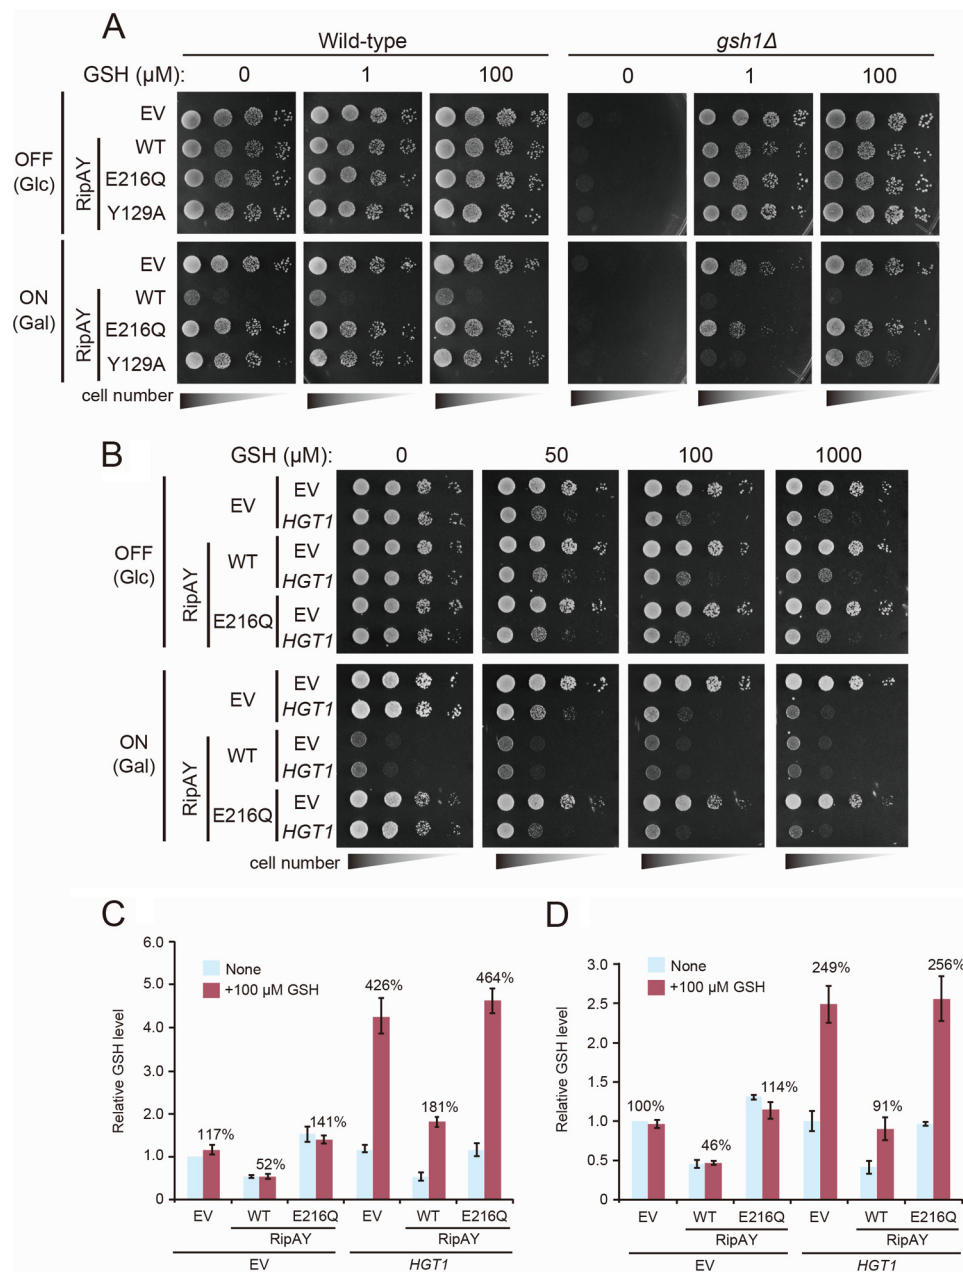 A
Wild-type
gsh1Δ
GSH (µM): 0 1 100 0 1 100
OFF
(Glc)
EV
RipAY
WT
E216Q
Y129A
ON
(Gal)
EV
RipAY
WT
E216Q
Y129A
cell number
B
GSH (µM): 0 50 100 1000
OFF
(Glc)
EV
EV
HGT1
RipAY
WT
EV
HGT1
E216Q
EV
HGT1
ON
(Gal)
EV
EV
HGT1
RipAY
WT
EV
HGT1
E216Q
EV
HGT1
cell number
C
Relative GSH level
6.0
5.0
4.0
3.0
2.0
1.0
0
None
+100 µM GSH
117%
52%
141%
426%
181%
464%
EV WT E216Q EV WT E216Q
RipAY RipAY
EV HGT1
D
Relative GSH level
3.0
2.5
2.0
1.5
1.0
0.5
0
None
+100 µM GSH
100%
46%
114%
249%
91%
256%
EV WT E216Q EV WT E216Q
RipAY RipAY
EV HGT1